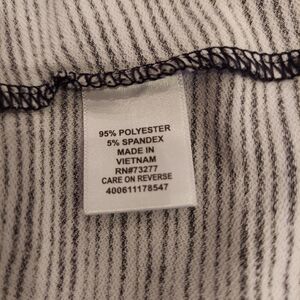 95% POLYESTER
5% SPANDEX
MADE IN
VIETNAM
RN#73277
CARE ON REVERSE
400611178547